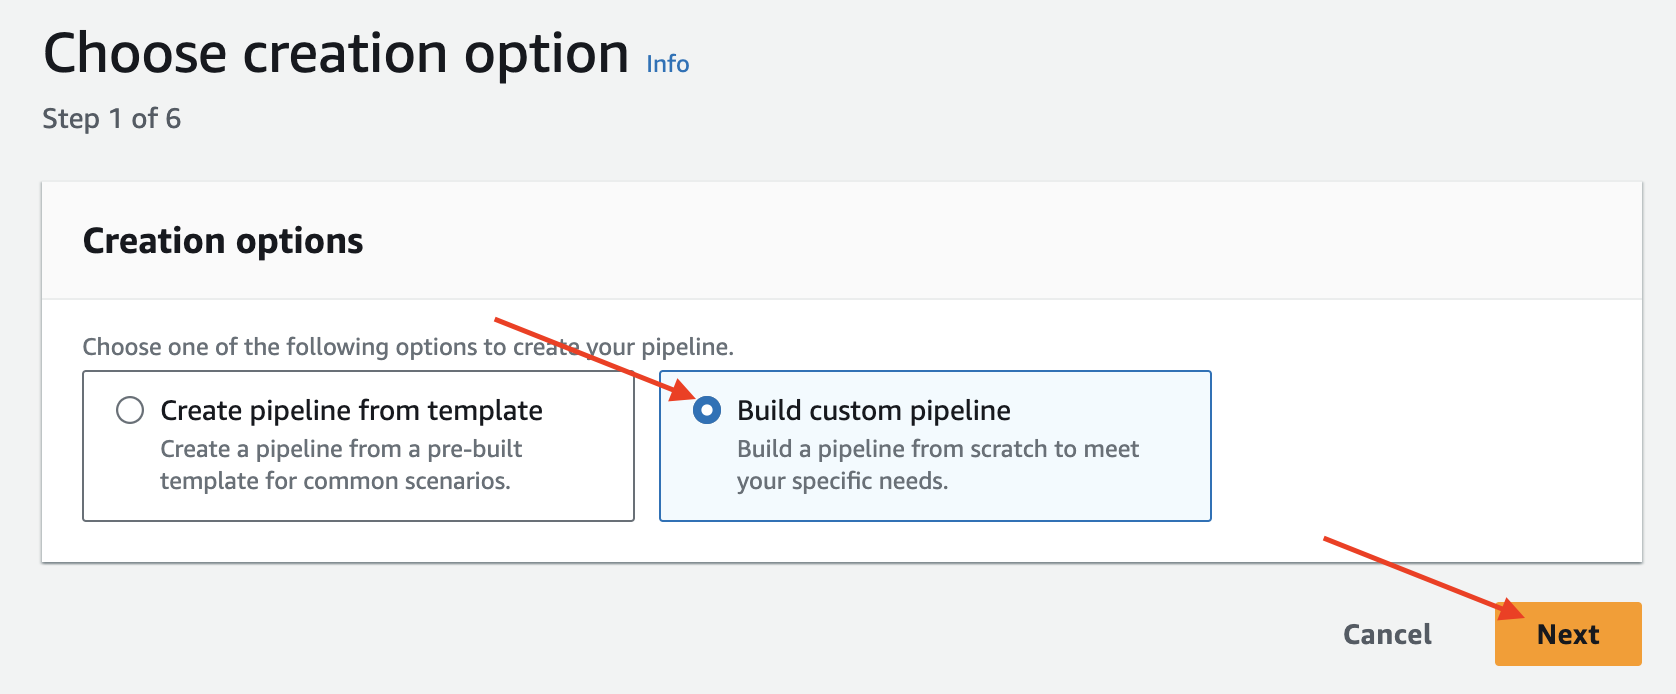 Choose creation option Info
Step 1 of 6
Creation options
Choose one of the following options to create your pipeline.
Create pipeline from template
Create a pipeline from a pre-built
template for common scenarios.
Build custom pipeline
Build a pipeline from scratch to meet
your specific needs.
Cancel
Next